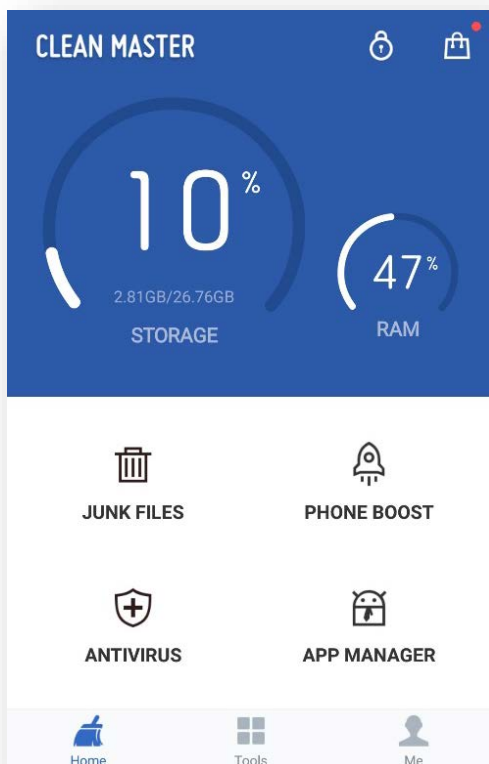 CLEAN MASTER
10%
2.81GB/26.76GB
STORAGE
47%
RAM
JUNK FILES
PHONE BOOST
ANTIVIRUS
APP MANAGER
Home
Tools
Me